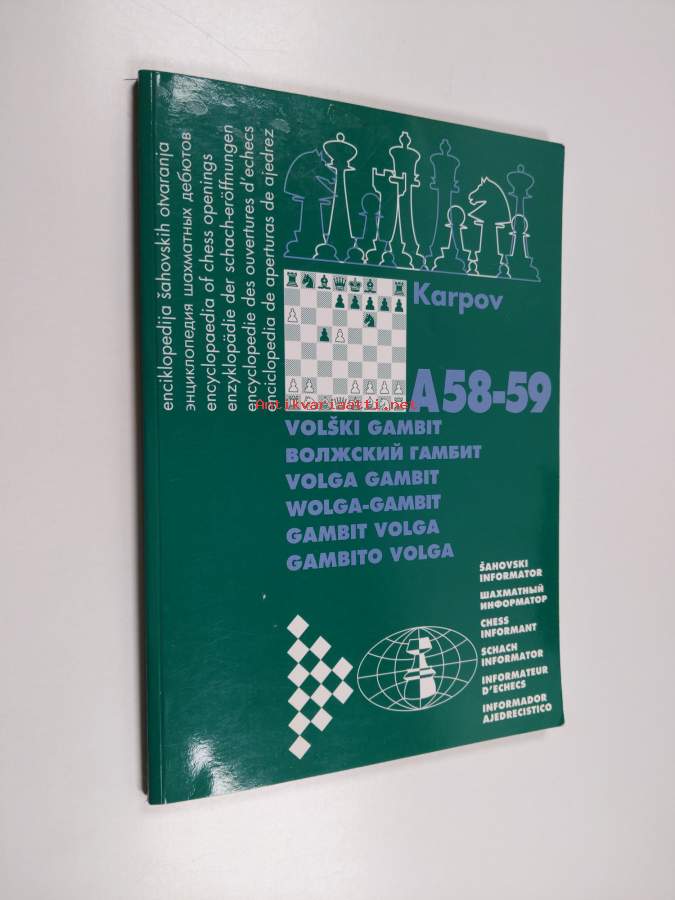 enciklopedija šahovskih otvaranja
энциклопедия шахматных дебютов
encyclopaedia of chess openings
enzyklopädie der schach-eröffnungen
encyclopedie des ouvertures d'echecs
enciclopedia de aperturas de ajedrez
Karpov
A58-59
Antikvariaatti.net
VOLŠKI GAMBIT
ВОЛЖСКИЙ ГАМБИТ
VOLGA GAMBIT
WOLGA-GAMBIT
GAMBIT VOLGA
GAMBITO VOLGA
ŠAHOVSKI
INFORMATOR
ШАХМАТНЫЙ
ИНФОРМАТОР
CHESS
INFORMANT
SCHACH
INFORMATOR
INFORMATEUR
D'ECHECS
INFORMADOR
AJEDRECISTICO